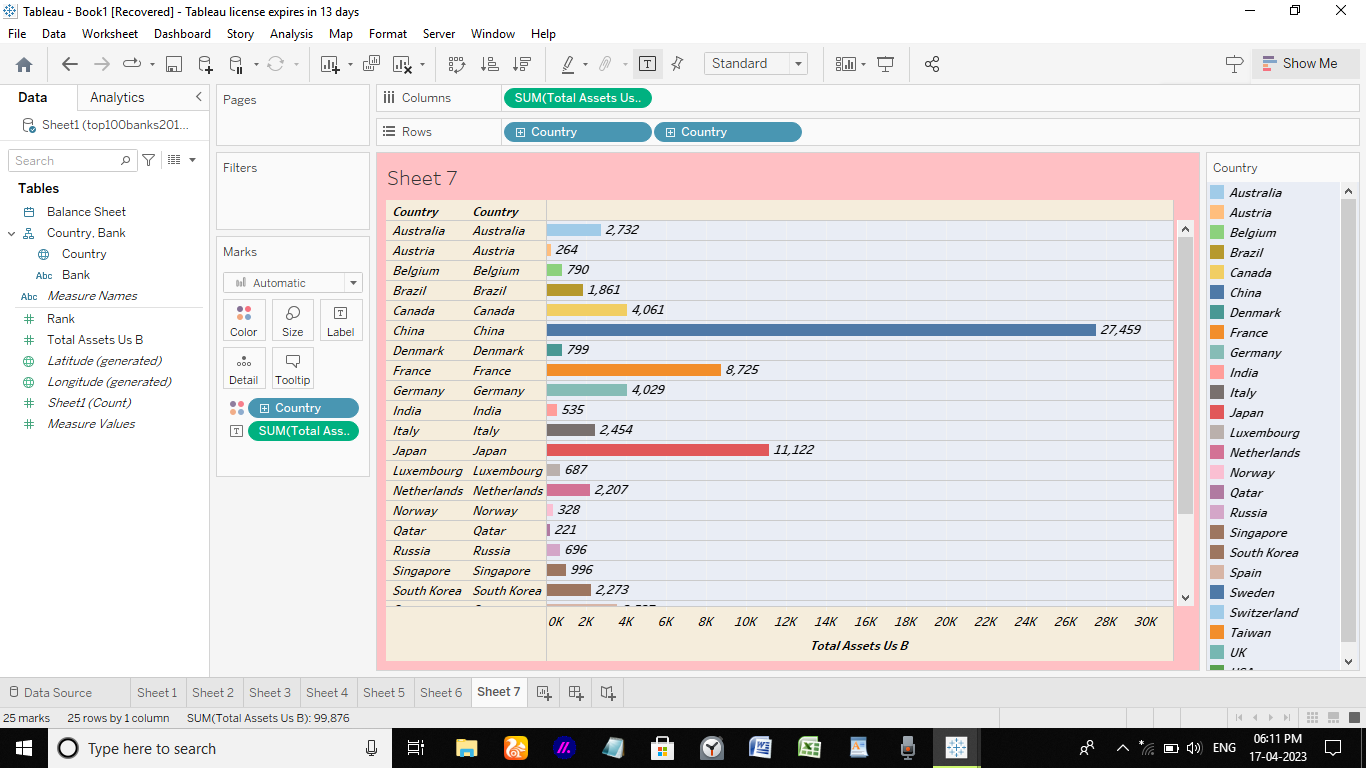 Tableau - Book1 [Recovered] - Tableau license expires in 13 days
File Data Worksheet Dashboard Story Analysis Map Format Server Window Help
Standard
Show Me
Data Analytics
Sheet1 (top100banks201...
Search
Tables
Balance Sheet
Country, Bank
Country
Abc Bank
Abc Measure Names
Rank
Total Assets Us B
Latitude (generated)
Longitude (generated)
Sheet1 (Count)
Measure Values
Pages
Filters
Marks
Automatic
Color Size Label
Detail Tooltip
Country
SUM(Total Ass..
Columns SUM(Total Assets Us..
Rows Country Country
Sheet 7
Country Country
Australia Australia 2,732
Austria Austria 264
Belgium Belgium 790
Brazil Brazil 1,861
Canada Canada 4,061
China China 27,459
Denmark Denmark 799
France France 8,725
Germany Germany 4,029
India India 535
Italy Italy 2,454
Japan Japan 11,122
Luxembourg Luxembourg 687
Netherlands Netherlands 2,207
Norway Norway 328
Qatar Qatar 221
Russia Russia 696
Singapore Singapore 996
South Korea South Korea 2,273
0K 2K 4K 6K 8K 10K 12K 14K 16K 18K 20K 22K 24K 26K 28K 30K
Total Assets Us B
Country
Australia
Austria
Belgium
Brazil
Canada
China
Denmark
France
Germany
India
Italy
Japan
Luxembourg
Netherlands
Norway
Qatar
Russia
Singapore
South Korea
Spain
Sweden
Switzerland
Taiwan
UK
Data Source Sheet 1 Sheet 2 Sheet 3 Sheet 4 Sheet 5 Sheet 6 Sheet 7
25 marks 25 rows by 1 column SUM(Total Assets Us B): 99,876
Type here to search
ENG
06:11 PM
17-04-2023